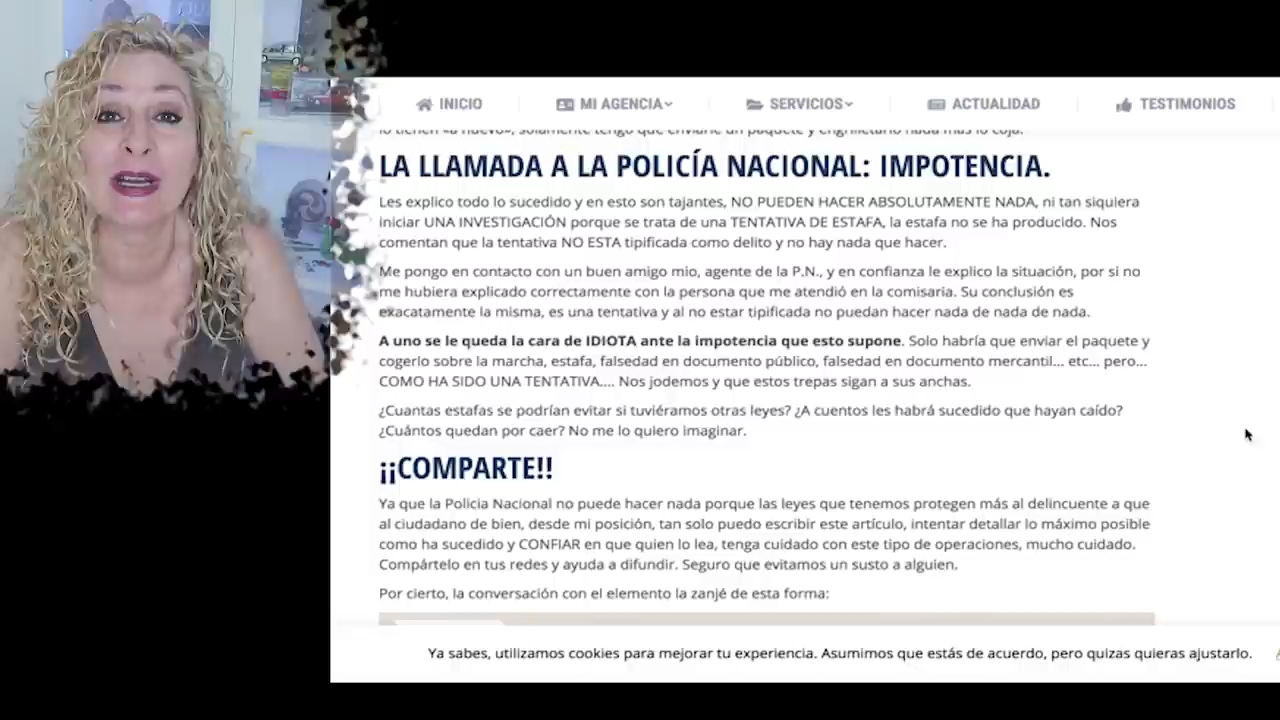 INICIO
MI AGENCIA
SERVICIOS
ACTUALIDAD
TESTIMONIOS
lo tienen «a huevo», solamente tengo que enviarle un paquete y engrilletarlo nada más lo coja.
LA LLAMADA A LA POLICÍA NACIONAL: IMPOTENCIA.
Les explico todo lo sucedido y en esto son tajantes, NO PUEDEN HACER ABSOLUTAMENTE NADA, ni tan siquiera
iniciar UNA INVESTIGACIÓN porque se trata de una TENTATIVA DE ESTAFA, la estafa no se ha producido. Nos
comentan que la tentativa NO ESTA tipificada como delito y no hay nada que hacer.
Me pongo en contacto con un buen amigo mio, agente de la P.N., y en confianza le explico la situación, por si no
me hubiera explicado correctamente con la persona que me atendió en la comisaria. Su conclusión es
exacatamente la misma, es una tentativa y al no estar tipificada no puedan hacer nada de nada de nada.
A uno se le queda la cara de IDIOTA ante la impotencia que esto supone. Solo habría que enviar el paquete y
cogerlo sobre la marcha, estafa, falsedad en documento público, falsedad en documento mercantil... etc... pero...
COMO HA SIDO UNA TENTATIVA.... Nos jodemos y que estos trepas sigan a sus anchas.
¿Cuantas estafas se podrían evitar si tuviéramos otras leyes? ¿A cuentos les habrá sucedido que hayan caído?
¿Cuántos quedan por caer? No me lo quiero imaginar.
¡¡COMPARTE!!
Ya que la Policia Nacional no puede hacer nada porque las leyes que tenemos protegen más al delincuente a que
al ciudadano de bien, desde mi posición, tan solo puedo escribir este artículo, intentar detallar lo máximo posible
como ha sucedido y CONFIAR en que quien lo lea, tenga cuidado con este tipo de operaciones, mucho cuidado.
Compártelo en tus redes y ayuda a difundir. Seguro que evitamos un susto a alguien.
Por cierto, la conversación con el elemento la zanjé de esta forma:
Ya sabes, utilizamos cookies para mejorar tu experiencia. Asumimos que estás de acuerdo, pero quizas quieras ajustarlo.